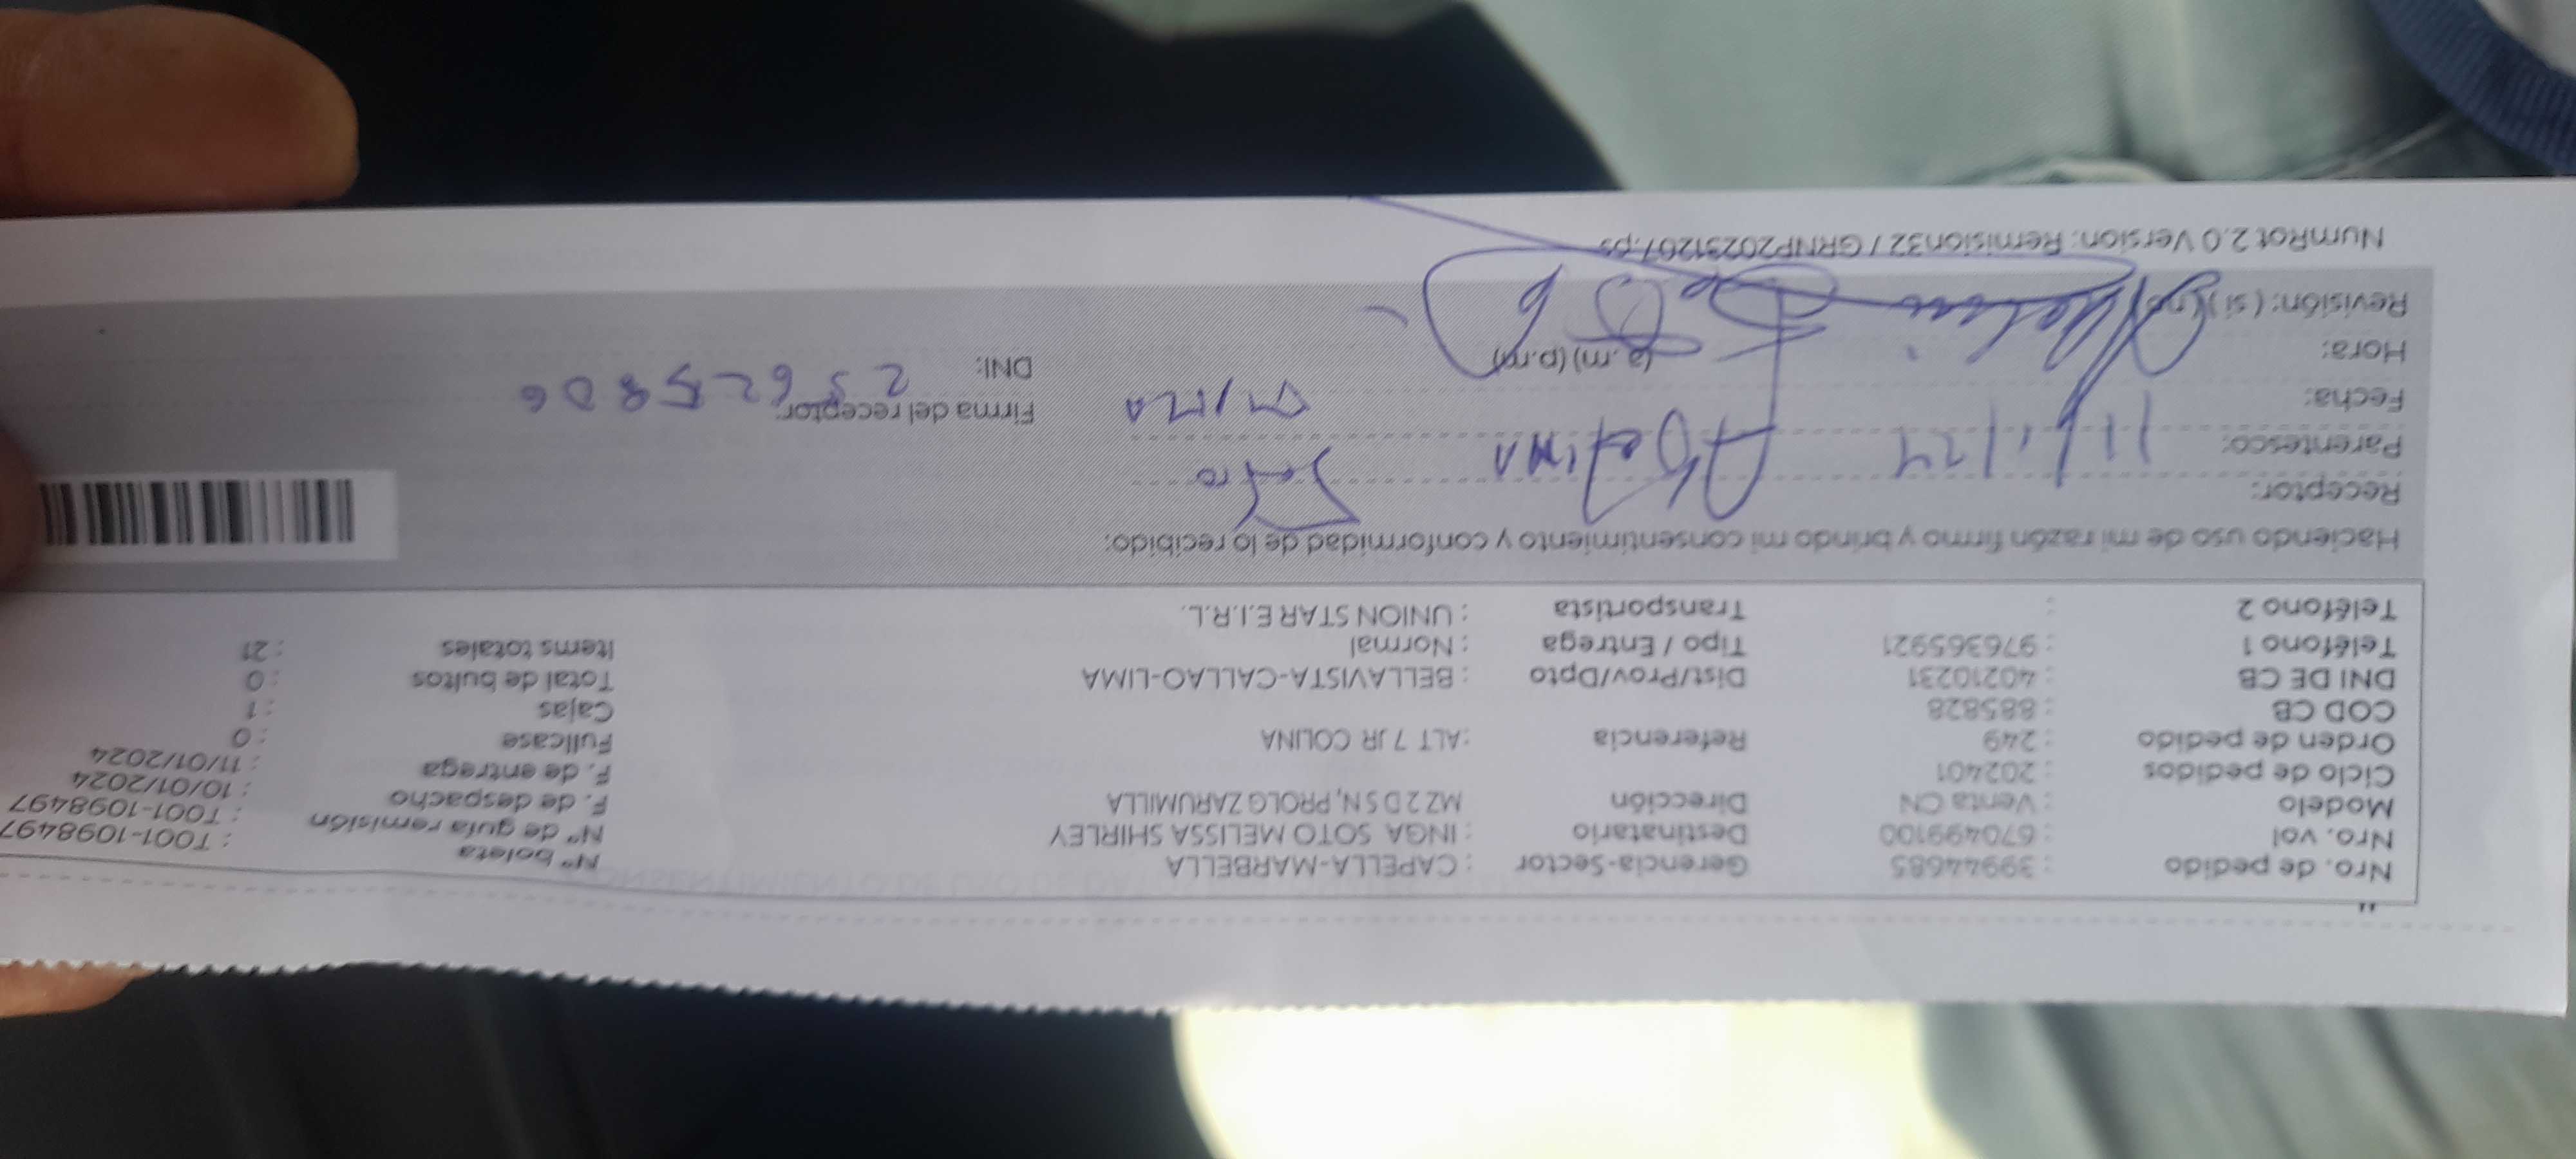 Nro. de pedido : 39944685 Gerencia-Sector : CAPELLA-MARBELLA Nº boleta : T001-1098497
Nro. vol : 670499100 Destinatario : INGA SOTO MELISSA SHIRLEY Nº de guía remisión : T001-1098497
Modelo : Venta CN Dirección MZ 2 D S N, PROLG ZARUMILLA F. de despacho : 10/01/2024
Ciclo de pedidos : 202401 F. de entrega : 11/01/2024
Orden de pedido : 249 Referencia : ALT 7 JR COLINA Fullcase : 0
COD CB : 885828 Cajas : 1
DNI DE CB : 40210231 Dist/Prov/Dpto : BELLAVISTA-CALLAO-LIMA Total de bultos : 0
Teléfono 1 : 976365921 Tipo / Entrega : Normal Items totales : 21
Teléfono 2 : Transportista : UNION STAR E.I.R.L.
Haciendo uso de mi razón firmo y brindo mi consentimiento y conformidad de lo recibido:
Receptor:
Parentesco: 11/1/24
Fecha: Firma del receptor:
Hora: (a.m) (p.m) DNI:
Revisión: ( si )
NumRot 2.0 Version: Remision32 / GRNP20231207.ps